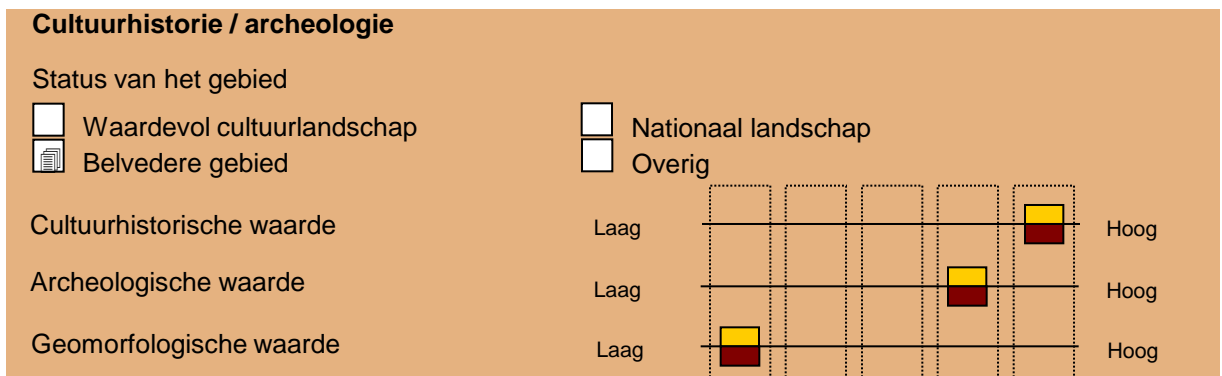 Cultuurhistorie / archeologie
Status van het gebied
Waardevol cultuurlandschap Nationaal landschap
Belvedere gebied Overig
Cultuurhistorische waarde Laag Hoog
Archeologische waarde Laag Hoog
Geomorfologische waarde Laag Hoog